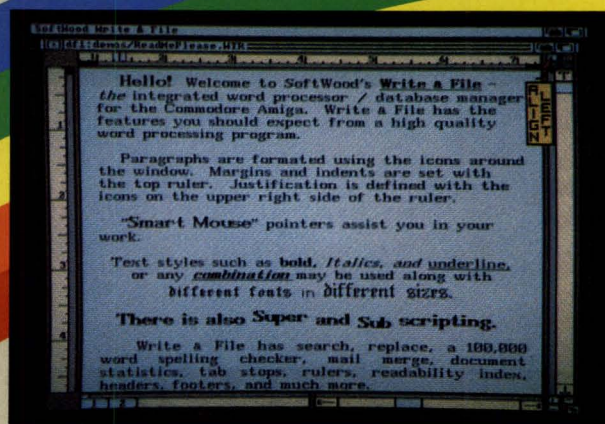 SoftWood Write & File
df1:demos/ReadMePlease.WTR
Hello! Welcome to SoftWood's Write & File -
the integrated word processor / database manager
for the Commodore Amiga. Write & File has the
features you should expect from a high quality
word processing program.
Paragraphs are formated using the icons around
the window. Margins and indents are set with
the top ruler. Justification is defined with the
icons on the upper right side of the ruler.
"Smart Mouse" pointers assist you in your
work.
Text styles such as bold, Italics, and underline,
or any combination may be used along with
different fonts in different sizes.
There is also Super and Sub scripting.
Write & File has search, replace, a 100,000
word spelling checker, mail merge, document
statistics, tab stops, rulers, readability index,
headers, footers, and much more.
ALIGN LEFT